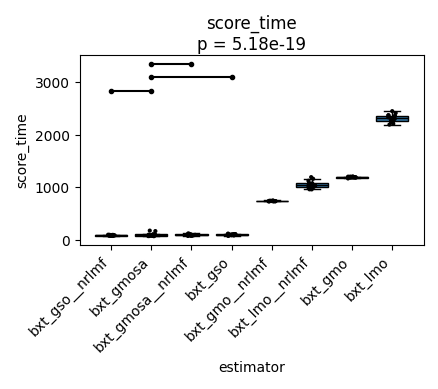 score_time
p = 5.18e-19
score_time
3000
2000
1000
0
bxt_gso__nrlmf
bxt_gmosa
bxt_gmosa__nrlmf
bxt_gso
bxt_gmo__nrlmf
bxt_lmo__nrlmf
bxt_gmo
bxt_lmo
estimator